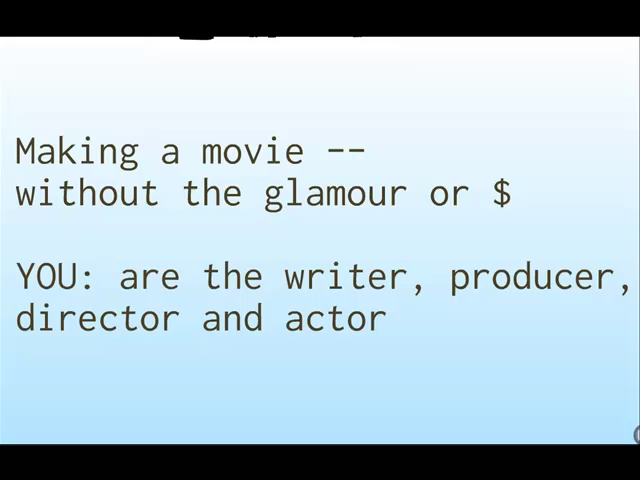 Making a movie --
without the glamour or $
YOU: are the writer, producer,
director and actor